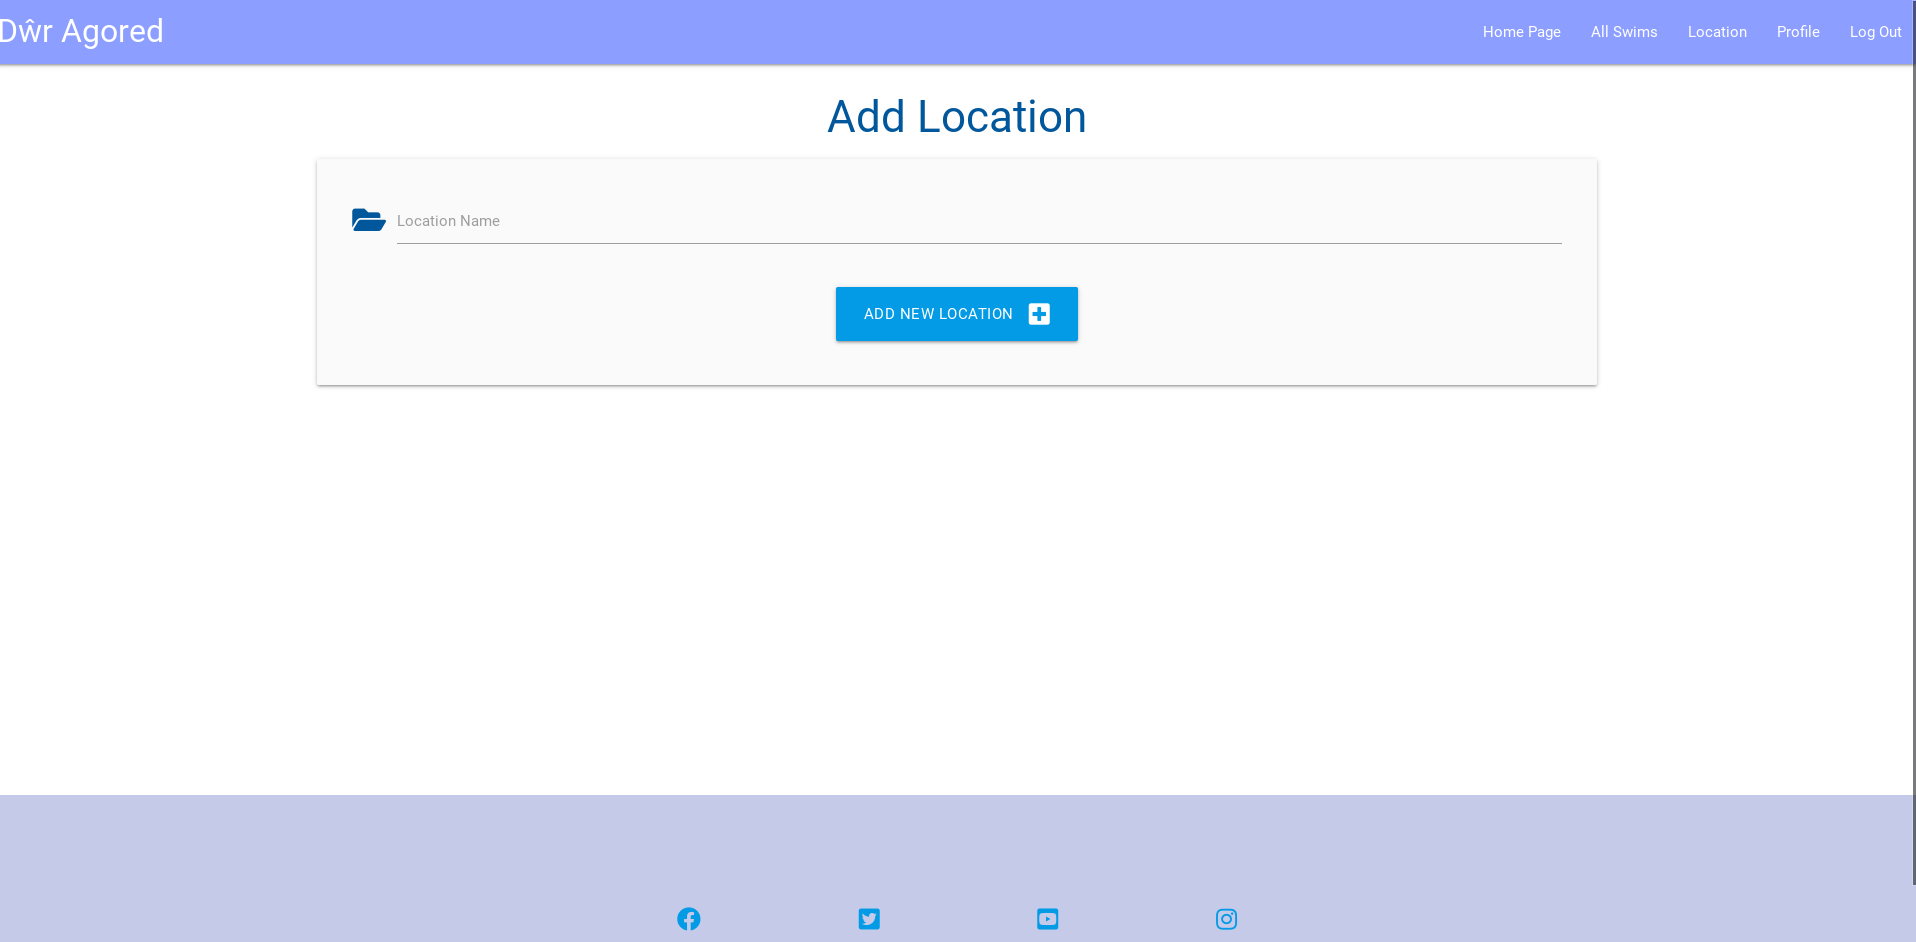 Dŵr Agored
Home Page All Swims Location Profile Log Out
Add Location
Location Name
ADD NEW LOCATION